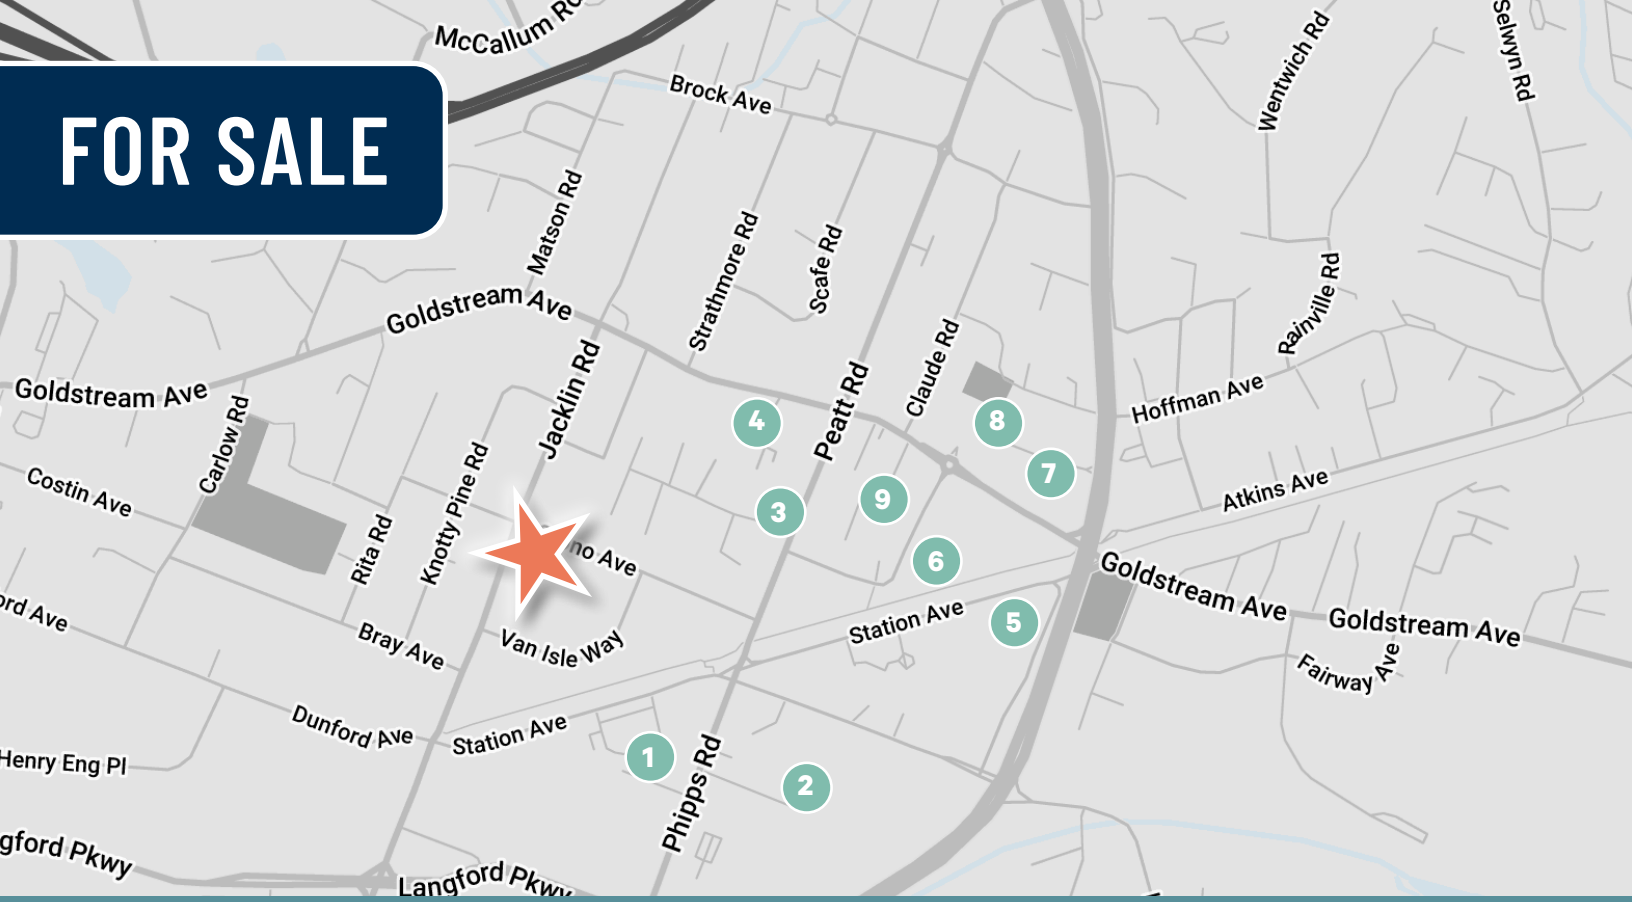 McCallum Rd
FOR SALE
Brock Ave
Wentwich Rd
Selwyn Rd
Matson Rd
Strathmore Rd
Scafe Rd
Goldstream Ave
Rainville Rd
Goldstream Ave
Jacklin Rd
Peatt Rd
Claude Rd
Hoffman Ave
Carlow Rd
Costin Ave
Knotty Pine Rd
Rita Rd
4
8
7
3
9
Atkins Ave
no Ave
6
Goldstream Ave
Goldstream Ave
ord Ave
Bray Ave
Van Isle Way
Station Ave
5
Fairway Ave
Dunford Ave
Station Ave
Henry Eng Pl
1
2
Phipps Rd
gford Pkwy
Langford Pkwy